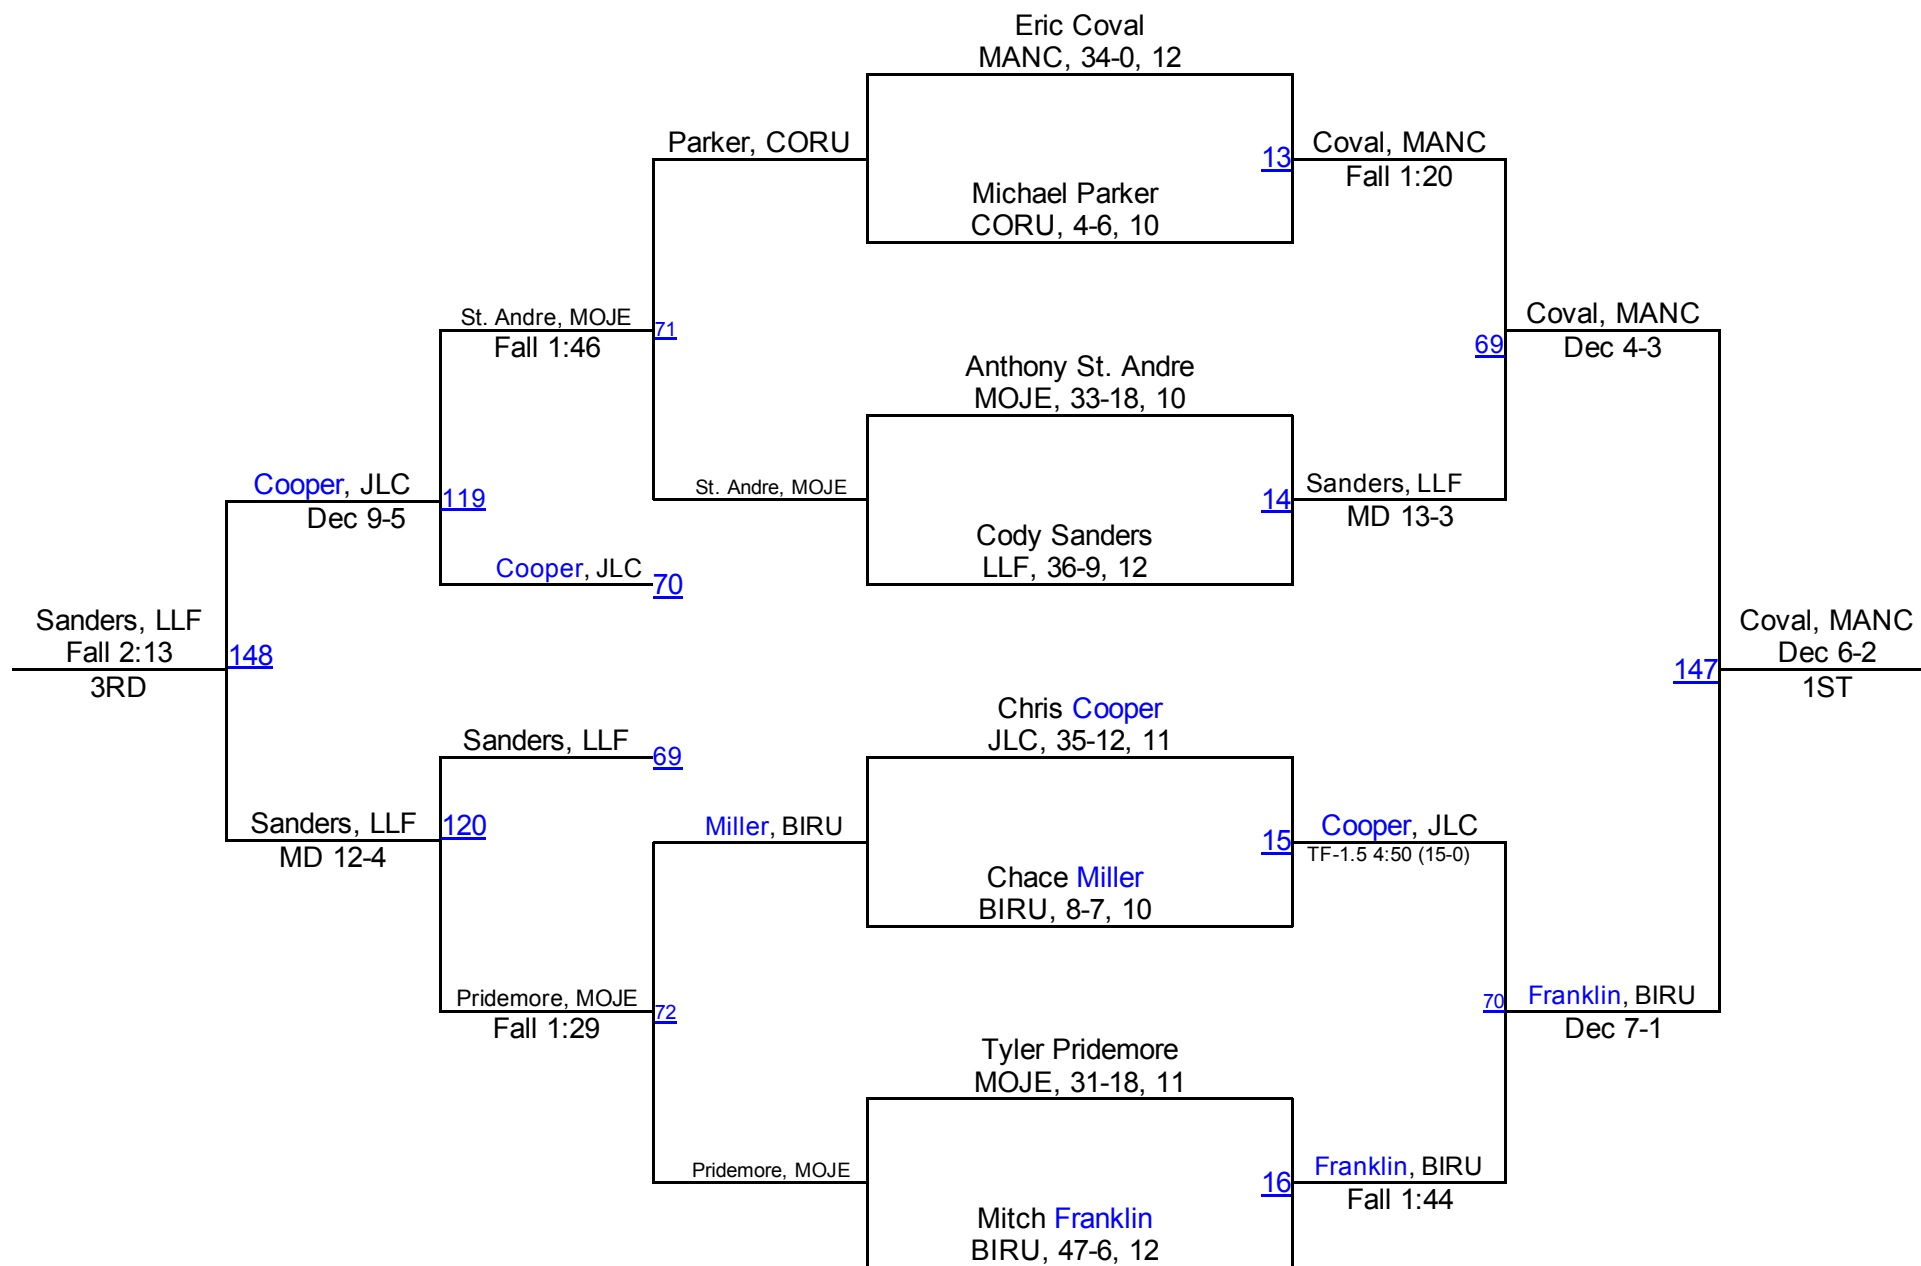 Eric Coval
MANC, 34-0, 12
Parker, CORU
13
Coval, MANC
Fall 1:20
Michael Parker
CORU, 4-6, 10
St. Andre, MOJE
71
Fall 1:46
Coval, MANC
69
Dec 4-3
Anthony St. Andre
MOJE, 33-18, 10
Cooper, JLC
119
Dec 9-5
St. Andre, MOJE
14
Sanders, LLF
MD 13-3
Cody Sanders
LLF, 36-9, 12
Cooper, JLC
70
Sanders, LLF
Fall 2:13
148
3RD
Coval, MANC
Dec 6-2
147
1ST
Chris Cooper
JLC, 35-12, 11
Sanders, LLF
69
Sanders, LLF
120
MD 12-4
Miller, BIRU
15
Cooper, JLC
TF-1.5 4:50 (15-0)
Chace Miller
BIRU, 8-7, 10
Pridemore, MOJE
72
Fall 1:29
70
Franklin, BIRU
Dec 7-1
Tyler Pridemore
MOJE, 31-18, 11
Pridemore, MOJE
16
Franklin, BIRU
Fall 1:44
Mitch Franklin
BIRU, 47-6, 12